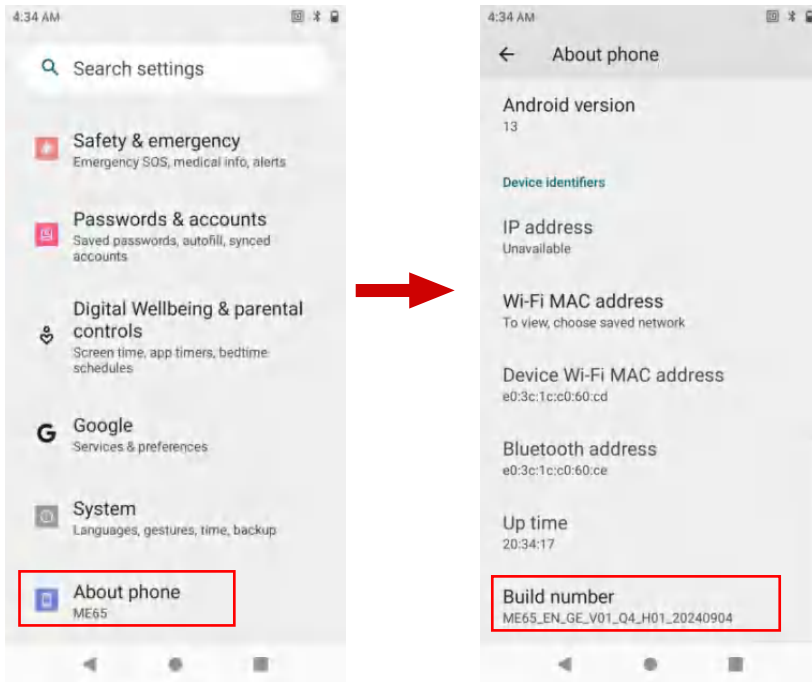 4:34 AM
Search settings
Safety & emergency
Emergency SOS, medical info, alerts
Passwords & accounts
Saved passwords, autofill, synced
accounts
Digital Wellbeing & parental
controls
Screen time, app timers, bedtime
schedules
Google
Services & preferences
System
Languages, gestures, time, backup
About phone
ME65
4:34 AM
About phone
Android version
13
Device identifiers
IP address
Unavailable
Wi-Fi MAC address
To view, choose saved network
Device Wi-Fi MAC address
e0:3c:1c:c0:60:cd
Bluetooth address
e0:3c:1c:c0:60:ce
Up time
20:34:17
Build number
ME65_EN_GE_V01_Q4_H01_20240904